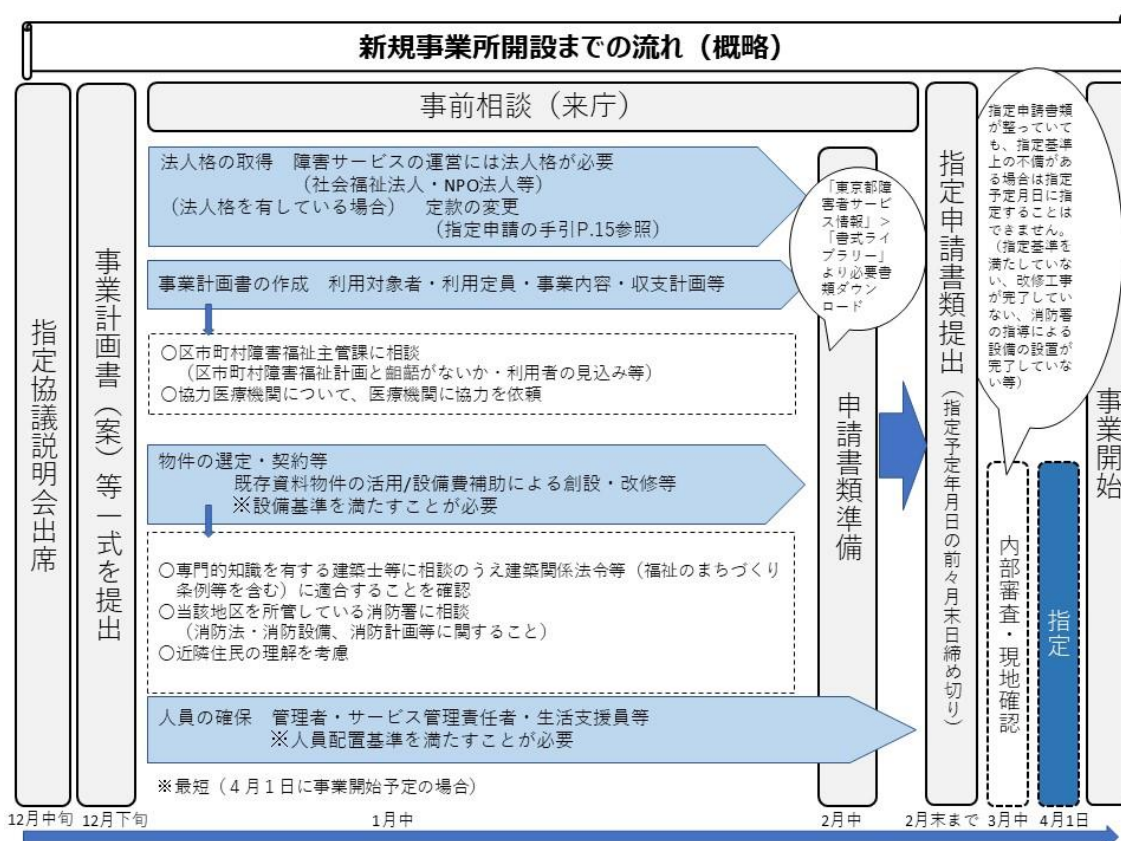 新規事業所開設までの流れ（概略）
指定協議説明会出席
事業計画書（案）等一式を提出
事前相談（来庁）
法人格の取得　障害サービスの運営には法人格が必要
（社会福祉法人・NPO法人等）
（法人格を有している場合）　定款の変更
（指定申請の手引P.15参照）
事業計画書の作成　利用対象者・利用定員・事業内容・収支計画等
○区市町村障害福祉主管課に相談
（区市町村障害福祉計画と齟齬がないか・利用者の見込み等）
○協力医療機関について、医療機関に協力を依頼
物件の選定・契約等
既存資料物件の活用/設備費補助による創設・改修等
※設備基準を満たすことが必要
○専門的知識を有する建築士等に相談のうえ建築関係法令等（福祉のまちづくり
条例等を含む）に適合することを確認
○当該地区を所管している消防署に相談
（消防法・消防設備、消防計画等に関すること）
○近隣住民の理解を考慮
人員の確保　管理者・サービス管理責任者・生活支援員等
※人員配置基準を満たすことが必要
※最短（４月１日に事業開始予定の場合）
「東京都障
害者サービ
ス情報」＞
「書式ライ
ブラリー」
より必要書
類ダウン
ロード
申請書類準備
指定申請書類提出（指定予定年月日の前々月末日締め切り）
指定申請書類
が整っていて
も、指定基準
上の不備があ
る場合は指定
予定月日に指
定することは
できません。
（指定基準を
満たしていな
い、改修工事
が完了してい
ない、消防署
の指導による
設備の設置が
完了していな
い等）
内部審査・現地確認
指定
事業開始
12月中旬
12月下旬
1月中
2月中
2月末まで
3月中
4月1日